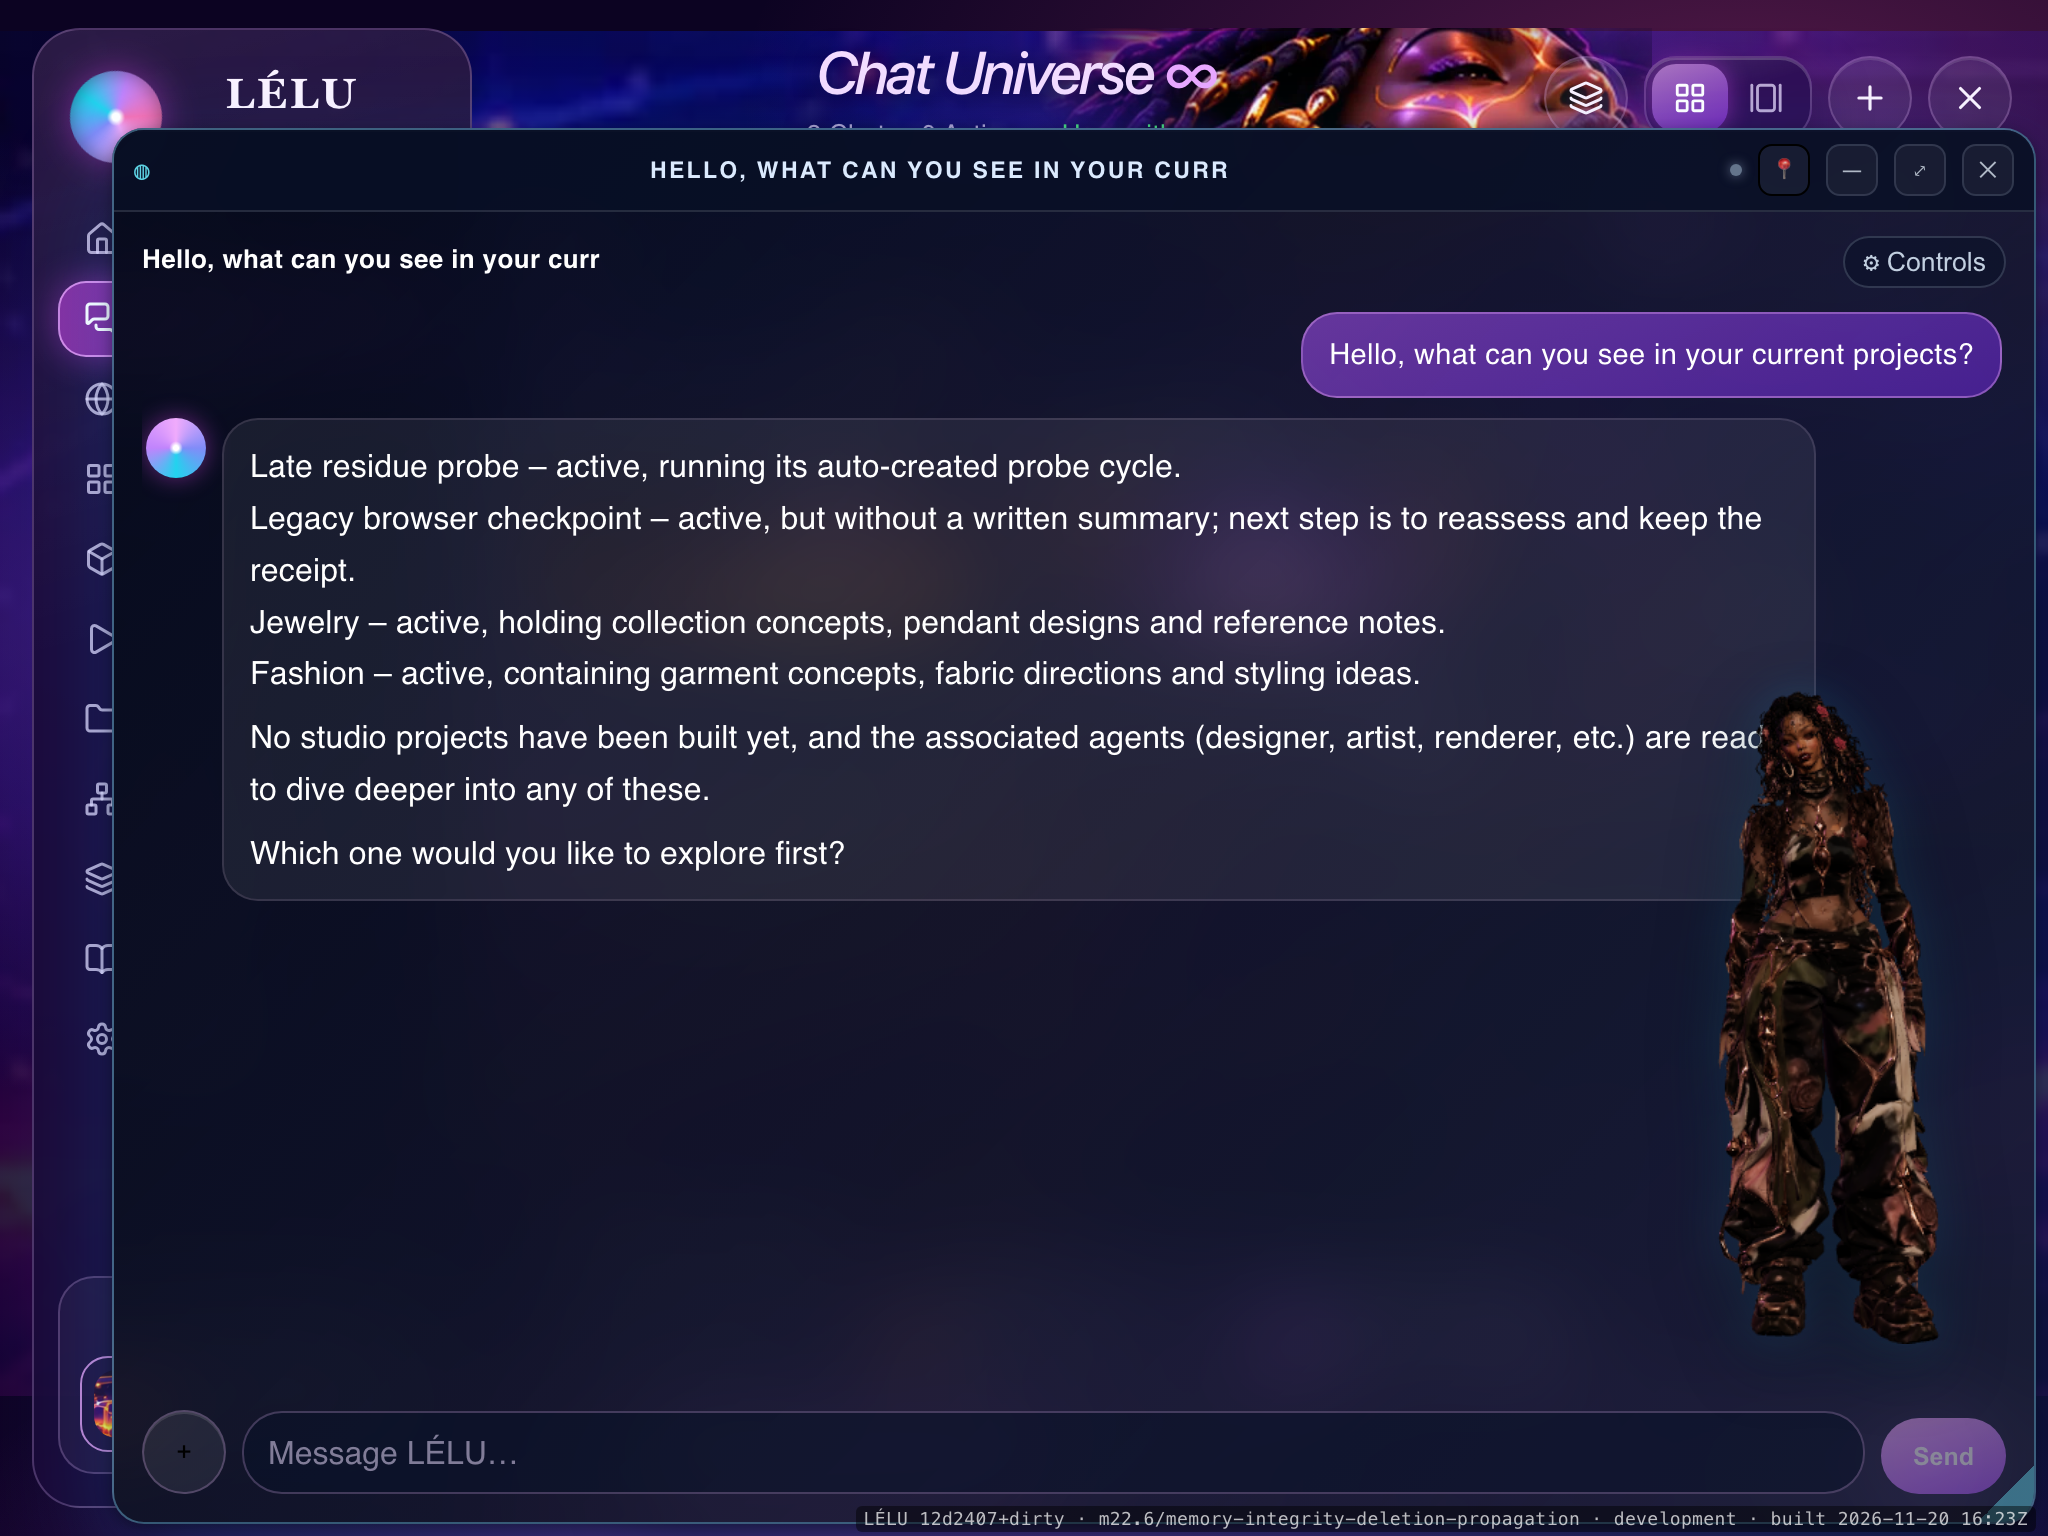 LÉLU
Chat Universe ∞
HELLO, WHAT CAN YOU SEE IN YOUR CURR
Hello, what can you see in your curr
⚙ Controls
Hello, what can you see in your current projects?
Late residue probe – active, running its auto-created probe cycle.
Legacy browser checkpoint – active, but without a written summary; next step is to reassess and keep the
receipt.
Jewelry – active, holding collection concepts, pendant designs and reference notes.
Fashion – active, containing garment concepts, fabric directions and styling ideas.
No studio projects have been built yet, and the associated agents (designer, artist, renderer, etc.) are read
to dive deeper into any of these.
Which one would you like to explore first?
Message LÉLU...
Send
LÉLU 12d2407+dirty · m22.6/memory-integrity-deletion-propagation · development · built 2026-11-20 16:23Z